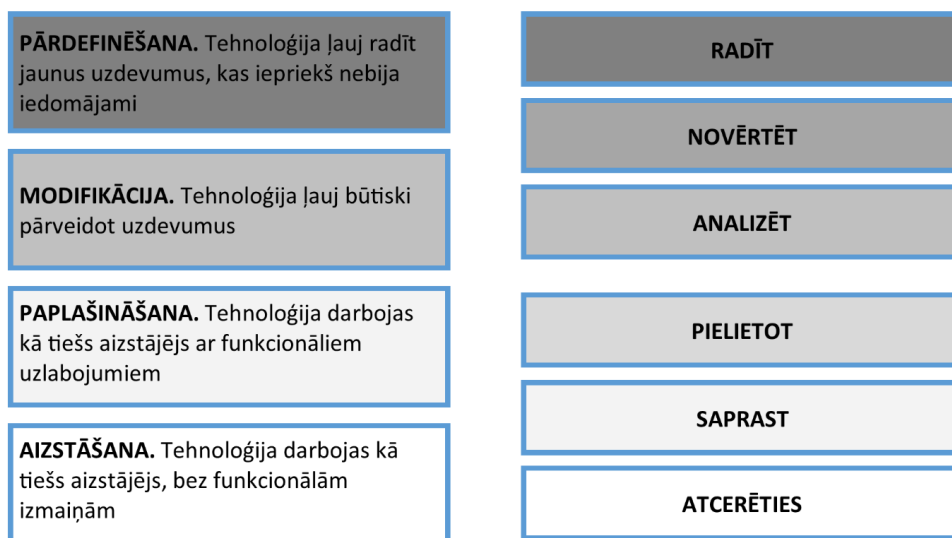 PĀRDEFINĒŠANA. Tehnoloģija ļauj radīt
jaunus uzdevumus, kas iepriekš nebija
iedomājami
MODIFIKĀCIJA. Tehnoloģija ļauj būtiski
pārveidot uzdevumus
PAPLAŠINĀŠANA. Tehnoloģija darbojas
kā tiešs aizstājējs ar funkcionāliem
uzlabojumiem
AIZSTĀŠANA. Tehnoloģija darbojas kā
tiešs aizstājējs, bez funkcionālām
izmaiņām
RADĪT
NOVĒRTĒT
ANALIZĒT
PIELIETOT
SAPRAST
ATCERĒTIES